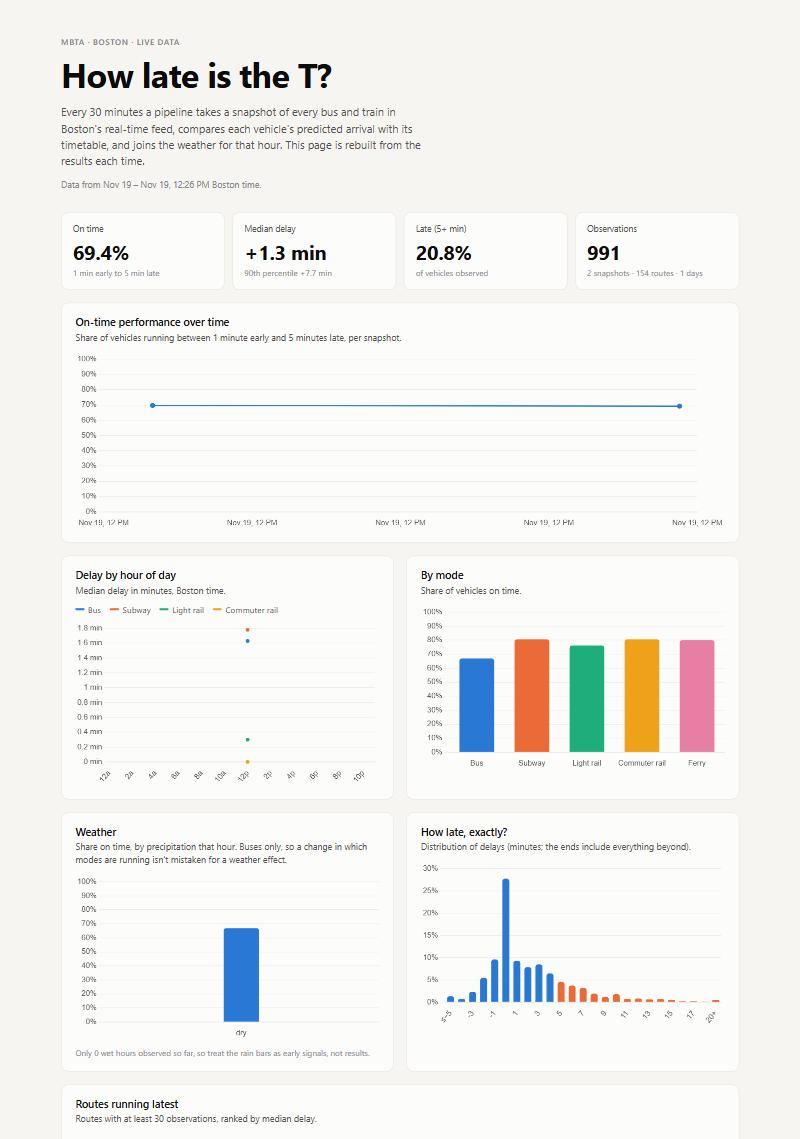 MBTA · BOSTON · LIVE DATA
How late is the T?
Every 30 minutes a pipeline takes a snapshot of every bus and train in
Boston's real-time feed, compares each vehicle's predicted arrival with its
timetable, and joins the weather for that hour. This page is rebuilt from the
results each time.
Data from Nov 19 – Nov 19, 12:26 PM Boston time.
On time
69.4%
1 min early to 5 min late
Median delay
+1.3 min
90th percentile +7.7 min
Late (5+ min)
20.8%
of vehicles observed
Observations
991
2 snapshots · 154 routes · 1 days
On-time performance over time
Share of vehicles running between 1 minute early and 5 minutes late, per snapshot.
100%
90%
80%
70%
60%
50%
40%
30%
20%
10%
0%
Nov 19, 12 PM Nov 19, 12 PM Nov 19, 12 PM Nov 19, 12 PM Nov 19, 12 PM
Delay by hour of day
Median delay in minutes, Boston time.
Bus Subway Light rail Commuter rail
1.8 min
1.6 min
1.4 min
1.2 min
1 min
0.8 min
0.6 min
0.4 min
0.2 min
0 min
12a 2a 4a 6a 8a 10a 12p 2p 4p 6p 8p 10p
By mode
Share of vehicles on time.
100%
90%
80%
70%
60%
50%
40%
30%
20%
10%
0%
Bus Subway Light rail Commuter rail Ferry
Weather
Share on time, by precipitation that hour. Buses only, so a change in which
modes are running isn't mistaken for a weather effect.
100%
90%
80%
70%
60%
50%
40%
30%
20%
10%
0%
dry
Only 0 wet hours observed so far, so treat the rain bars as early signals, not results.
How late, exactly?
Distribution of delays (minutes; the ends include everything beyond).
30%
25%
20%
15%
10%
5%
0%
≤-5 -3 -1 1 3 5 7 9 11 13 15 17 20+
Routes running latest
Routes with at least 30 observations, ranked by median delay.